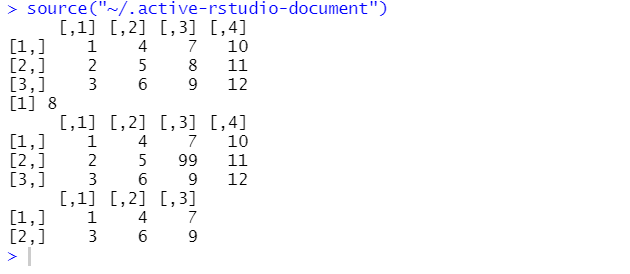 > source("~/.active-rstudio-document")
     [,1] [,2] [,3] [,4]
[1,]    1    4    7   10
[2,]    2    5    8   11
[3,]    3    6    9   12
[1] 8
     [,1] [,2] [,3] [,4]
[1,]    1    4    7   10
[2,]    2    5   99   11
[3,]    3    6    9   12
     [,1] [,2] [,3]
[1,]    1    4    7
[2,]    3    6    9
>